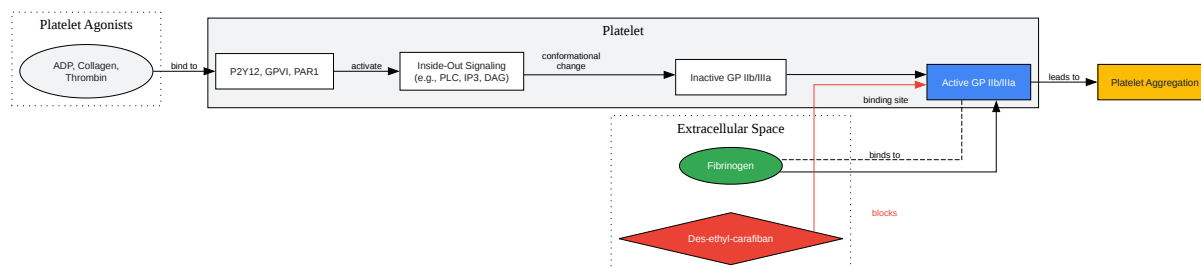 Platelet Agonists
ADP, Collagen,
Thrombin
bind to
Platelet
P2Y12, GPVI, PAR1
activate
Inside-Out Signaling
(e.g., PLC, IP3, DAG)
conformational
change
Inactive GP IIb/IIIa
binding site
Active GP IIb/IIIa
leads to
Platelet Aggregation
Extracellular Space
Fibrinogen
binds to
Des-ethyl-carafiban
blocks